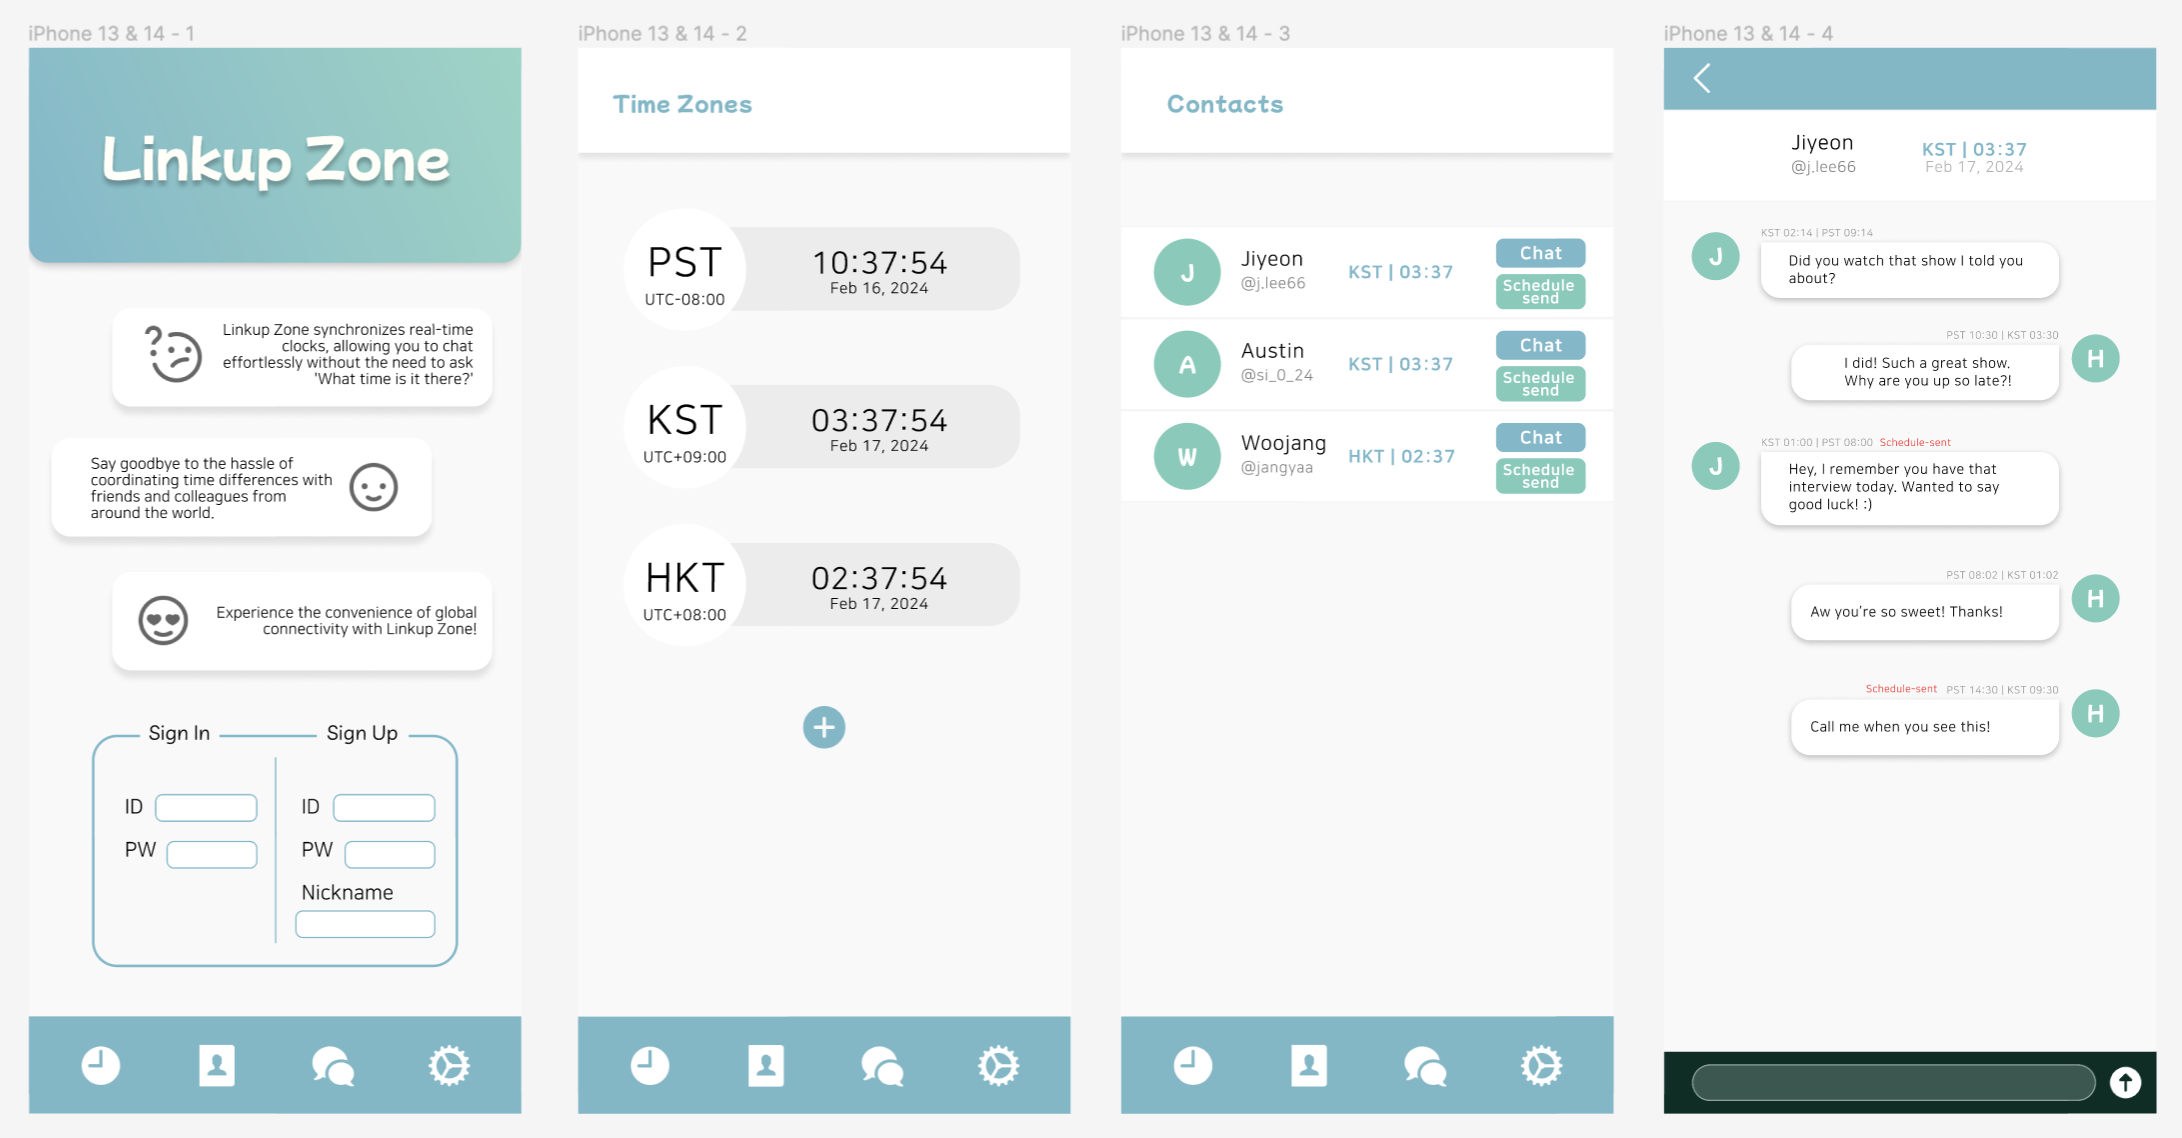 iPhone 13 & 14 - 1
Linkup Zone
Linkup Zone synchronizes real-time
clocks, allowing you to chat
effortlessly without the need to ask
'What time is it there?'
Say goodbye to the hassle of
coordinating time differences with
friends and colleagues from
around the world.
Experience the convenience of global
connectivity with Linkup Zone!
Sign In
Sign Up
ID
ID
PW
PW
Nickname
iPhone 13 & 14 - 2
Time Zones
PST
UTC-08:00
10:37:54
Feb 16, 2024
KST
UTC+09:00
03:37:54
Feb 17, 2024
HKT
UTC+08:00
02:37:54
Feb 17, 2024
iPhone 13 & 14 - 3
Contacts
J
Jiyeon
@j.lee66
KST | 03:37
Chat
Schedule
send
A
Austin
@si_0_24
KST | 03:37
Chat
Schedule
send
W
Woojang
@jangyaa
HKT | 02:37
Chat
Schedule
send
iPhone 13 & 14 - 4
Jiyeon
@j.lee66
KST | 03:37
Feb 17, 2024
KST 02:14 | PST 09:14
J
Did you watch that show I told you
about?
PST 10:30 | KST 03:30
I did! Such a great show.
Why are you up so late?!
H
KST 01:00 | PST 08:00 Schedule-sent
J
Hey, I remember you have that
interview today. Wanted to say
good luck! :)
PST 08:02 | KST 01:02
Aw you're so sweet! Thanks!
H
Schedule-sent PST 14:30 | KST 09:30
Call me when you see this!
H